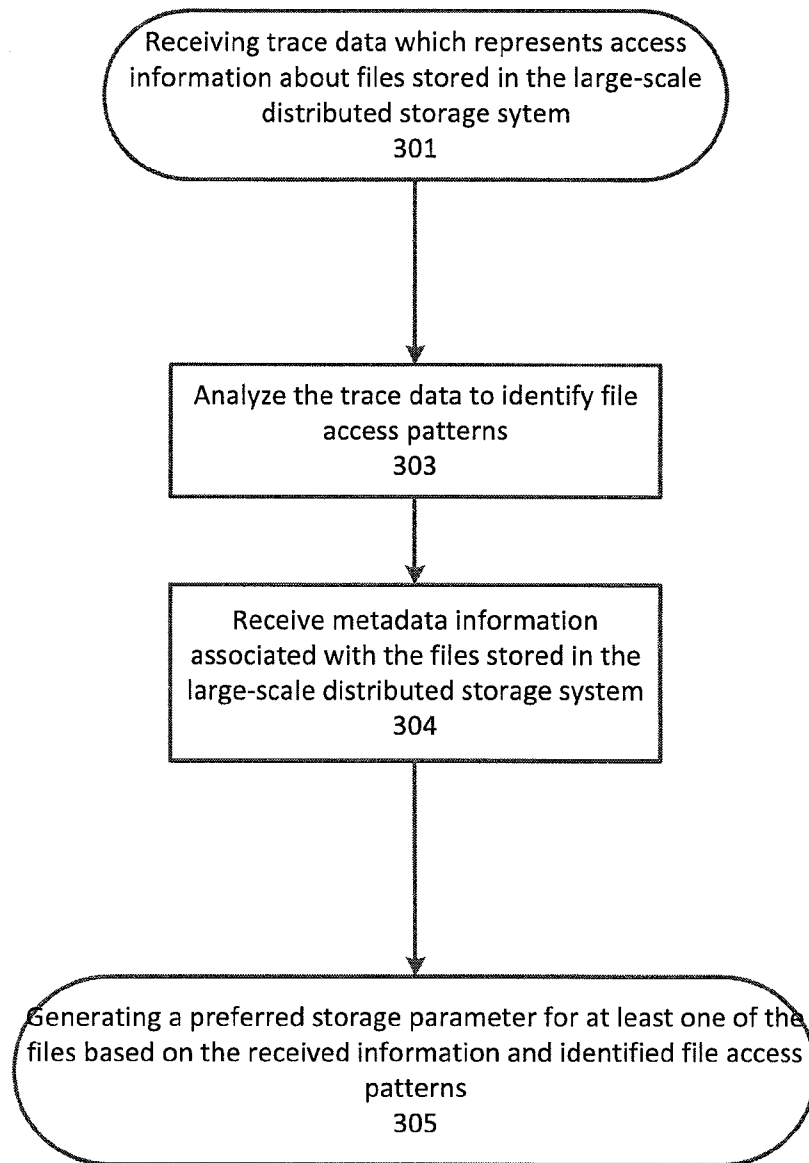 Receiving trace data which represents access
information about files stored in the large-scale
distributed storage sytem
301
Analyze the trace data to identify file
access patterns
303
Receive metadata information
associated with the files stored in the
large-scale distributed storage system
304
Generating a preferred storage parameter for at least one of the
files based on the received information and identified file access
patterns
305